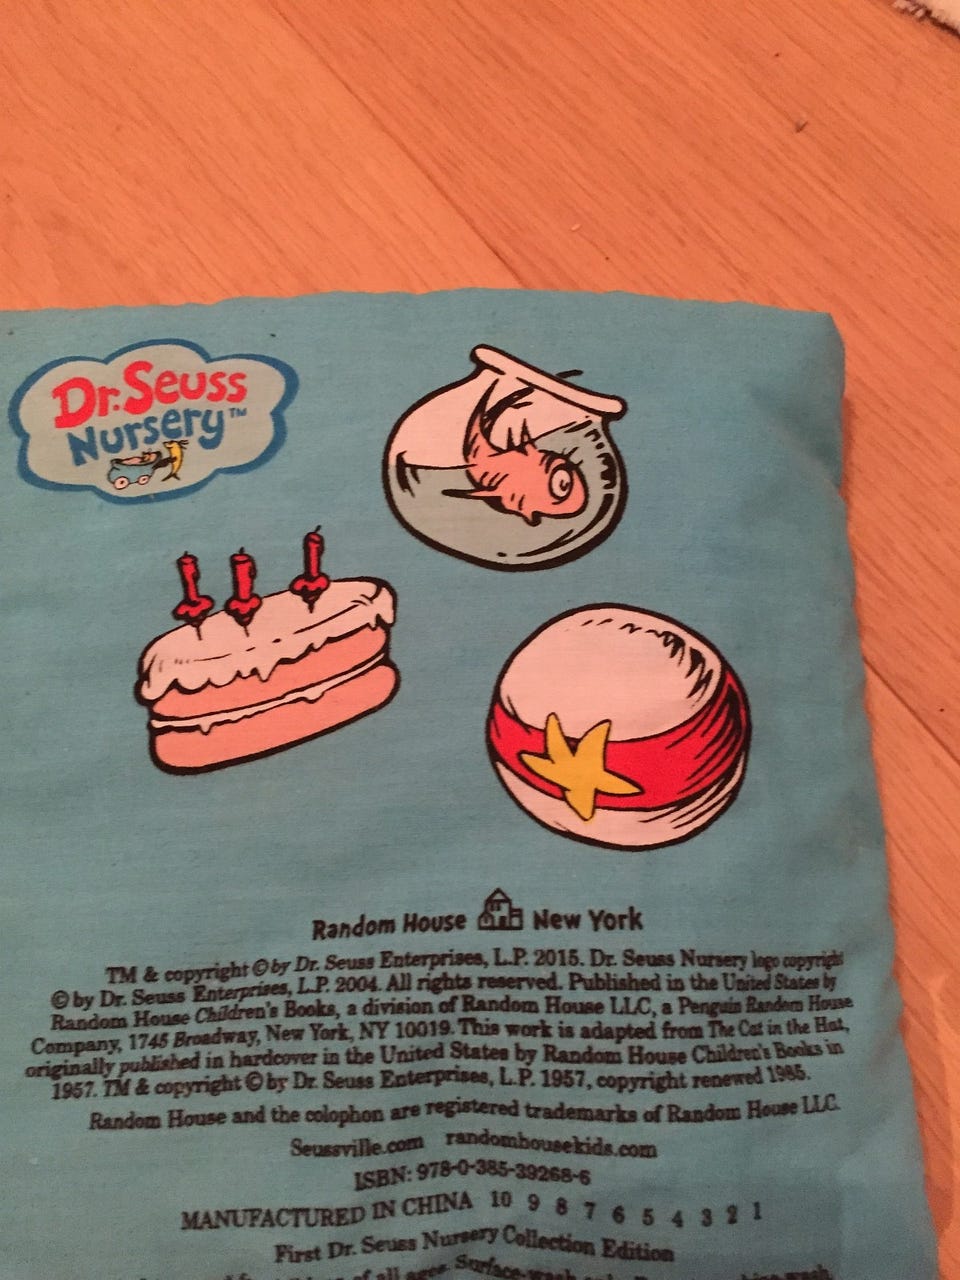 Dr. Seuss
Nursery™
Random House New York
TM & copyright © by Dr. Seuss Enterprises, L.P. 2015. Dr. Seuss Nursery logo copyright
© by Dr. Seuss Enterprises, L.P. 2004. All rights reserved. Published in the United States by
Random House Children's Books, a division of Random House LLC, a Penguin Random House
Company, 1745 Broadway, New York, NY 10019. This work is adapted from The Cat in the Hat,
originally published in hardcover in the United States by Random House Children's Books in
1957. TM & copyright © by Dr. Seuss Enterprises, L.P. 1957, copyright renewed 1985.
Random House and the colophon are registered trademarks of Random House LLC.
Seussville.com randomhousekids.com
ISBN: 978-0-385-39268-6
MANUFACTURED IN CHINA 10 9 8 7 6 5 4 3 2 1
First Dr. Seuss Nursery Collection Edition
of all ages. Surface-wash